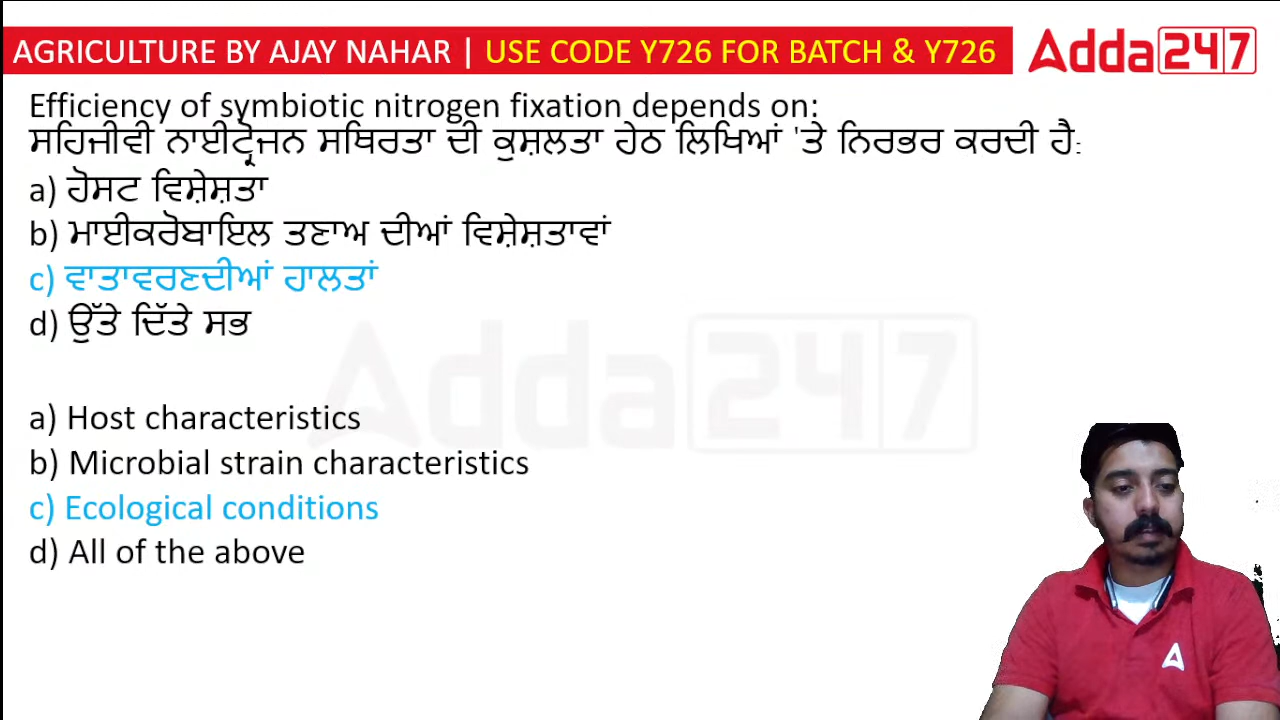 AGRICULTURE BY AJAY NAHAR | USE CODE Y726 FOR BATCH & Y726
Adda247
Efficiency of symbiotic nitrogen fixation depends on:
ਸਹਿਜੀਵੀ ਨਾਈਟ੍ਰੋਜਨ ਸਥਿਰਤਾ ਦੀ ਕੁਸ਼ਲਤਾ ਹੇਠ ਲਿਖਿਆਂ 'ਤੇ ਨਿਰਭਰ ਕਰਦੀ ਹੈ:
a) ਹੋਸਟ ਵਿਸ਼ੇਸ਼ਤਾ
b) ਮਾਈਕਰੋਬਾਇਲ ਤਣਾਅ ਦੀਆਂ ਵਿਸ਼ੇਸ਼ਤਾਵਾਂ
c) ਵਾਤਾਵਰਣਦੀਆਂ ਹਾਲਤਾਂ
d) ਉੱਤੇ ਦਿੱਤੇ ਸਭ
Adda247
a) Host characteristics
b) Microbial strain characteristics
c) Ecological conditions
d) All of the above